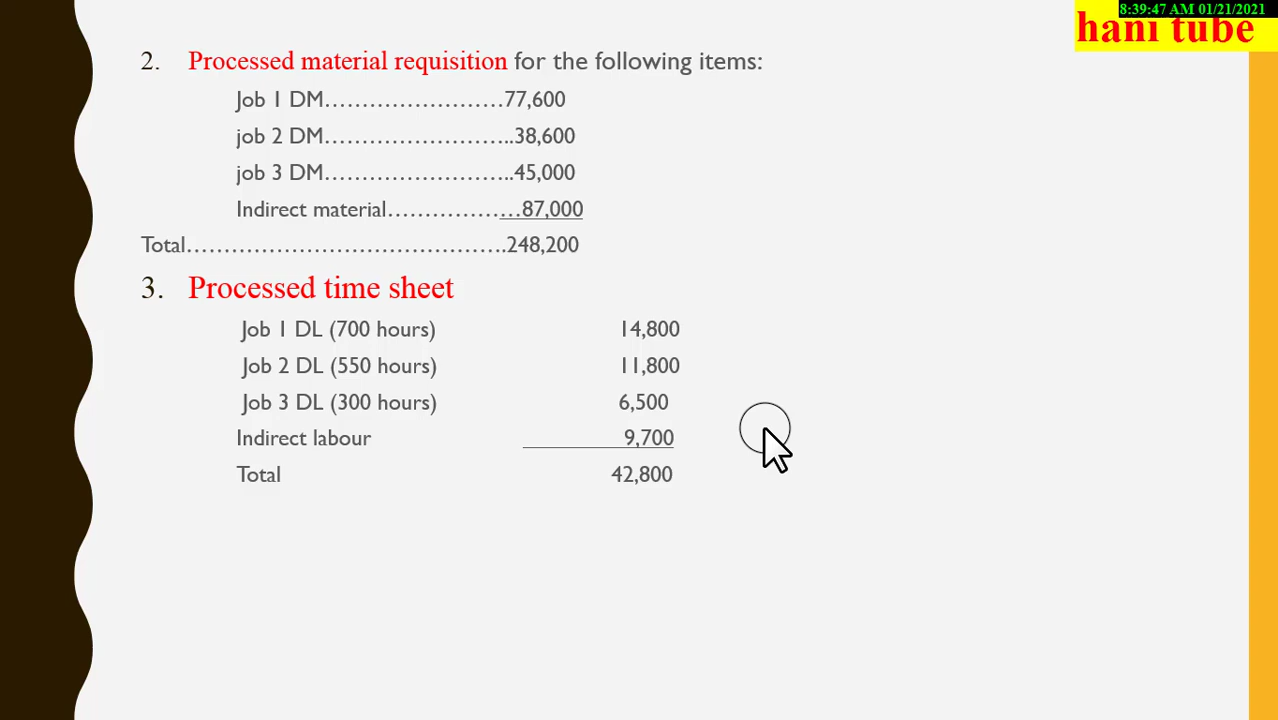 8:39:47 AM 01/21/2021
hani tube
2. Processed material requisition for the following items:
Job 1 DM……………………77,600
job 2 DM……………………..38,600
job 3 DM……………………..45,000
Indirect material…………………87,000
Total…………………………………….248,200
3. Processed time sheet
Job 1 DL (700 hours) 14,800
Job 2 DL (550 hours) 11,800
Job 3 DL (300 hours) 6,500
Indirect labour 9,700
Total 42,800